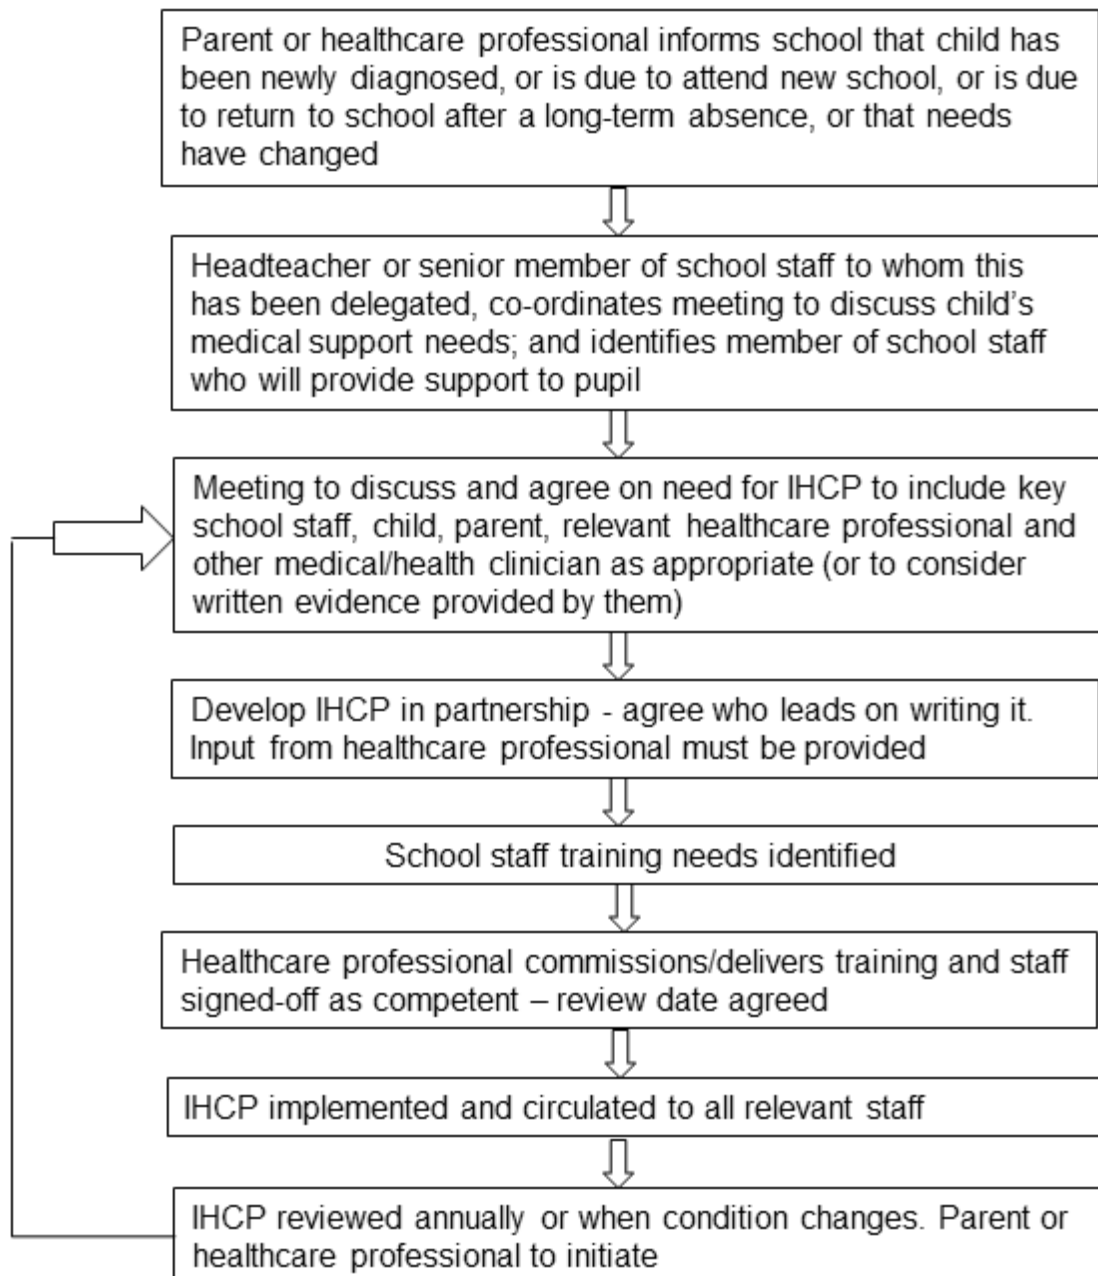 Parent or healthcare professional informs school that child has
been newly diagnosed, or is due to attend new school, or is due
to return to school after a long-term absence, or that needs
have changed
Headteacher or senior member of school staff to whom this
has been delegated, co-ordinates meeting to discuss child's
medical support needs; and identifies member of school staff
who will provide support to pupil
Meeting to discuss and agree on need for IHCP to include key
school staff, child, parent, relevant healthcare professional and
other medical/health clinician as appropriate (or to consider
written evidence provided by them)
Develop IHCP in partnership - agree who leads on writing it.
Input from healthcare professional must be provided
School staff training needs identified
Healthcare professional commissions/delivers training and staff
signed-off as competent – review date agreed
IHCP implemented and circulated to all relevant staff
IHCP reviewed annually or when condition changes. Parent or
healthcare professional to initiate